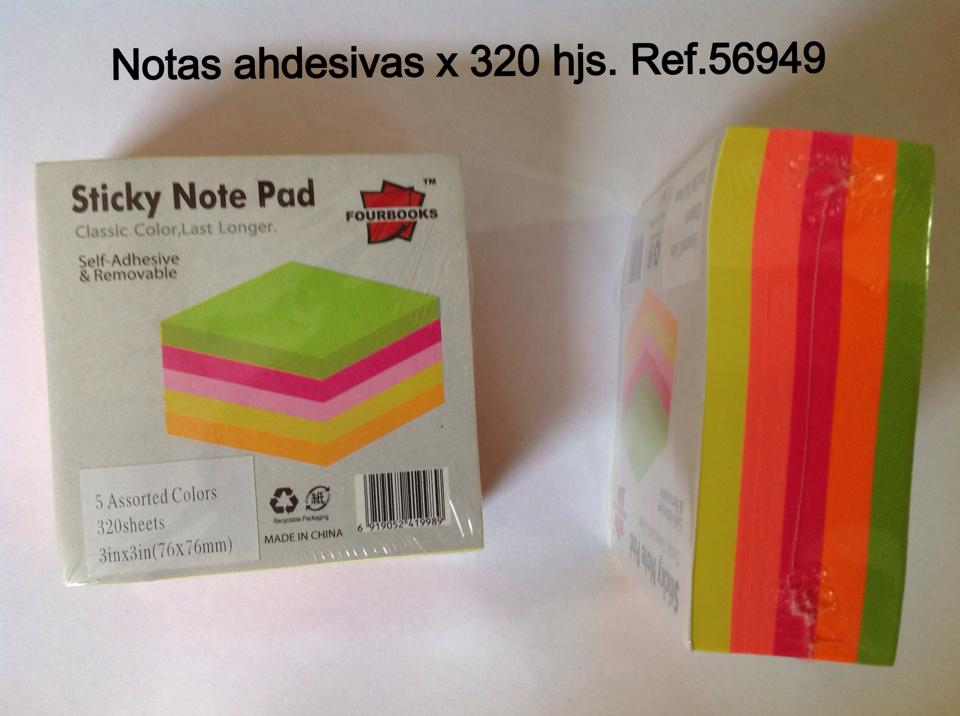 Notas ahdesivas x 320 hjs. Ref.56949
Sticky Note Pad
TM
FOURBOOKS
Classic Color,Last Longer.
Self-Adhesive
& Removable
5 Assorted Colors
320sheets
3inx3in(76x76mm)
紙
Recyclable Packaging
MADE IN CHINA
6 919052 419989
Sticky Note Pad